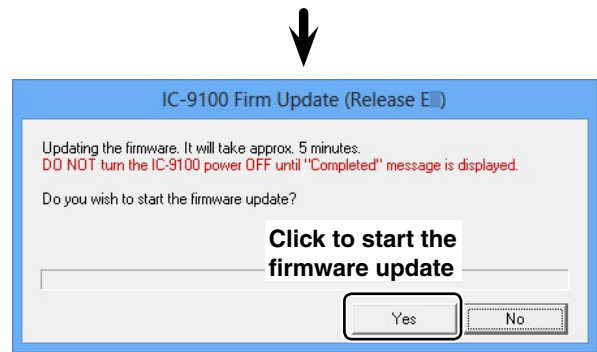 IC-9100 Firm Update (Release E)
Updating the firmware. It will take approx. 5 minutes.
DO NOT turn the IC-9100 power OFF until "Completed" message is displayed.
Do you wish to start the firmware update?
Click to start the
firmware update
Yes No